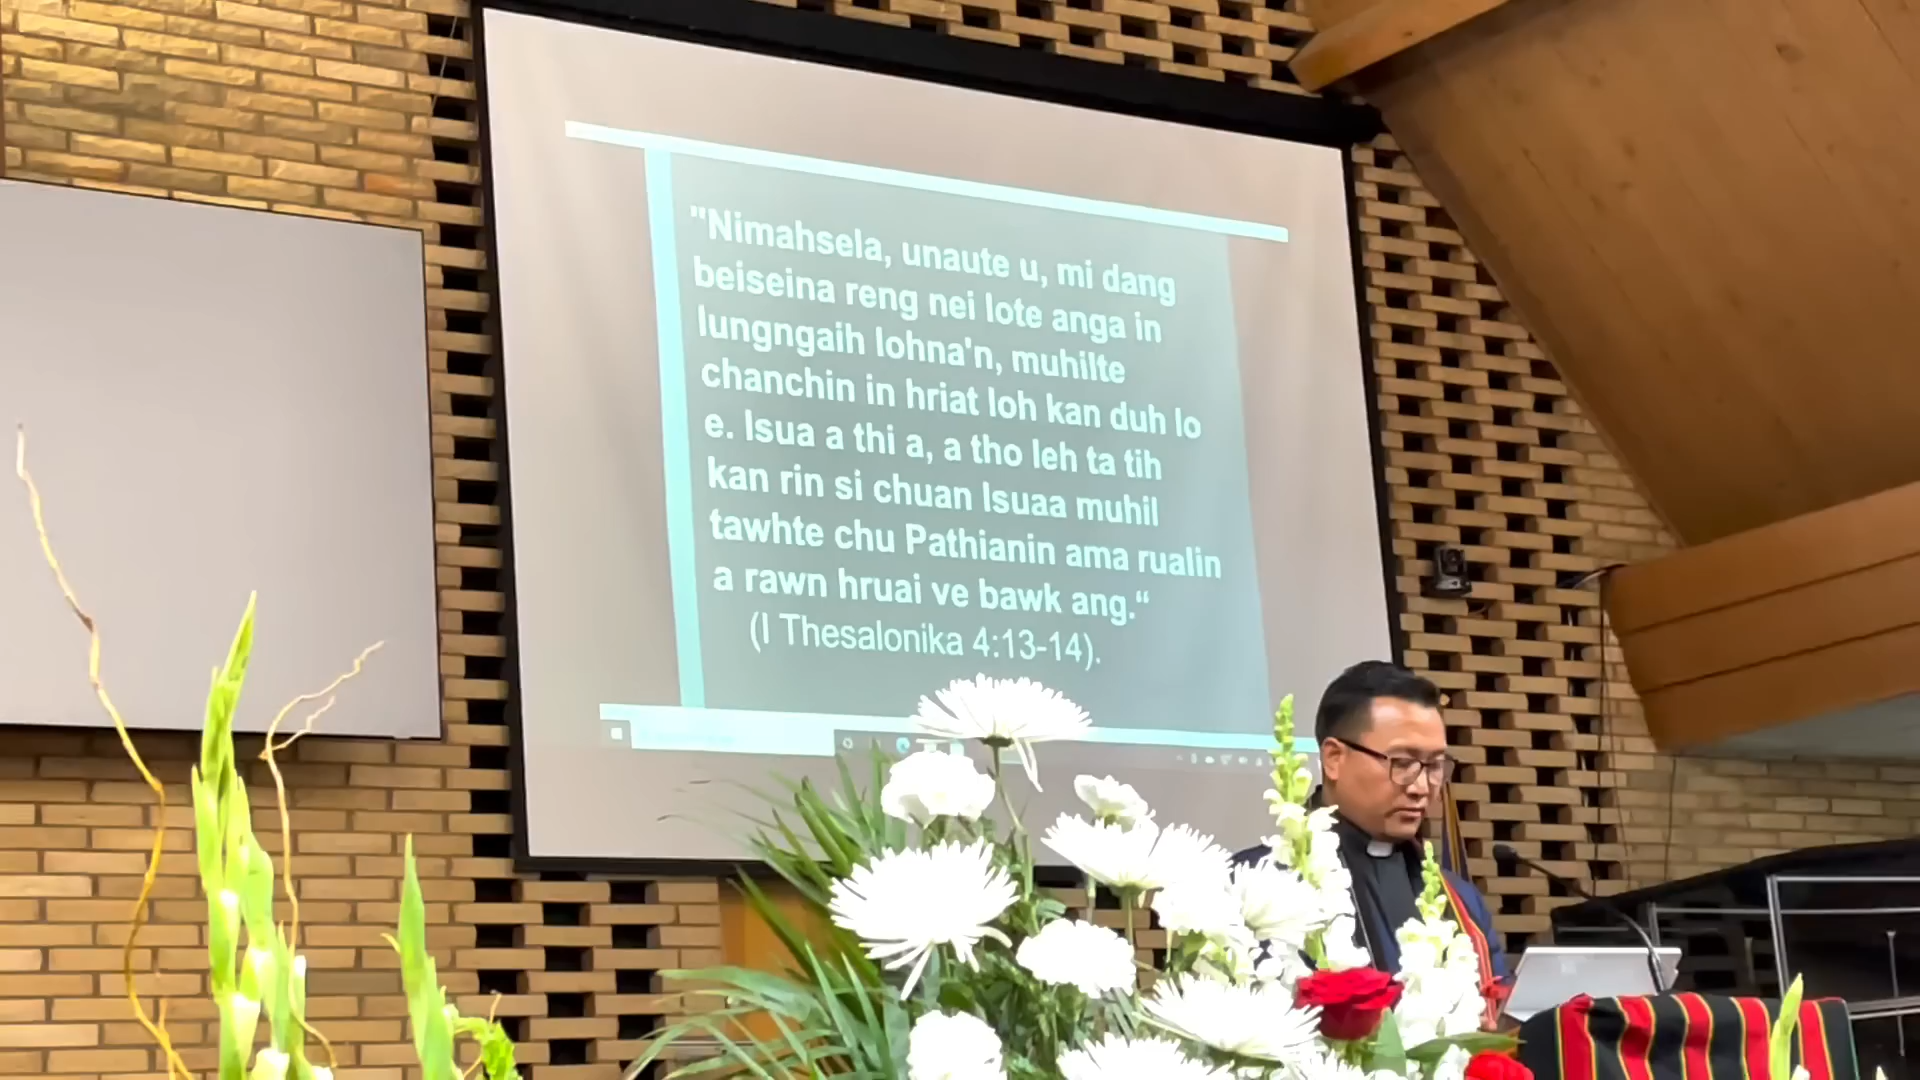 "Nimahsela, unaute u, mi dang
beiseina reng nei lote anga in
lungngaih lohna'n, muhilte
chanchin in hriat loh kan duh lo
e. Isua a thi a, a tho leh ta tih
kan rin si chuan Isuaa muhil
tawhte chu Pathianin ama rualin
a rawn hruai ve bawk ang.“
(I Thesalonika 4:13-14).